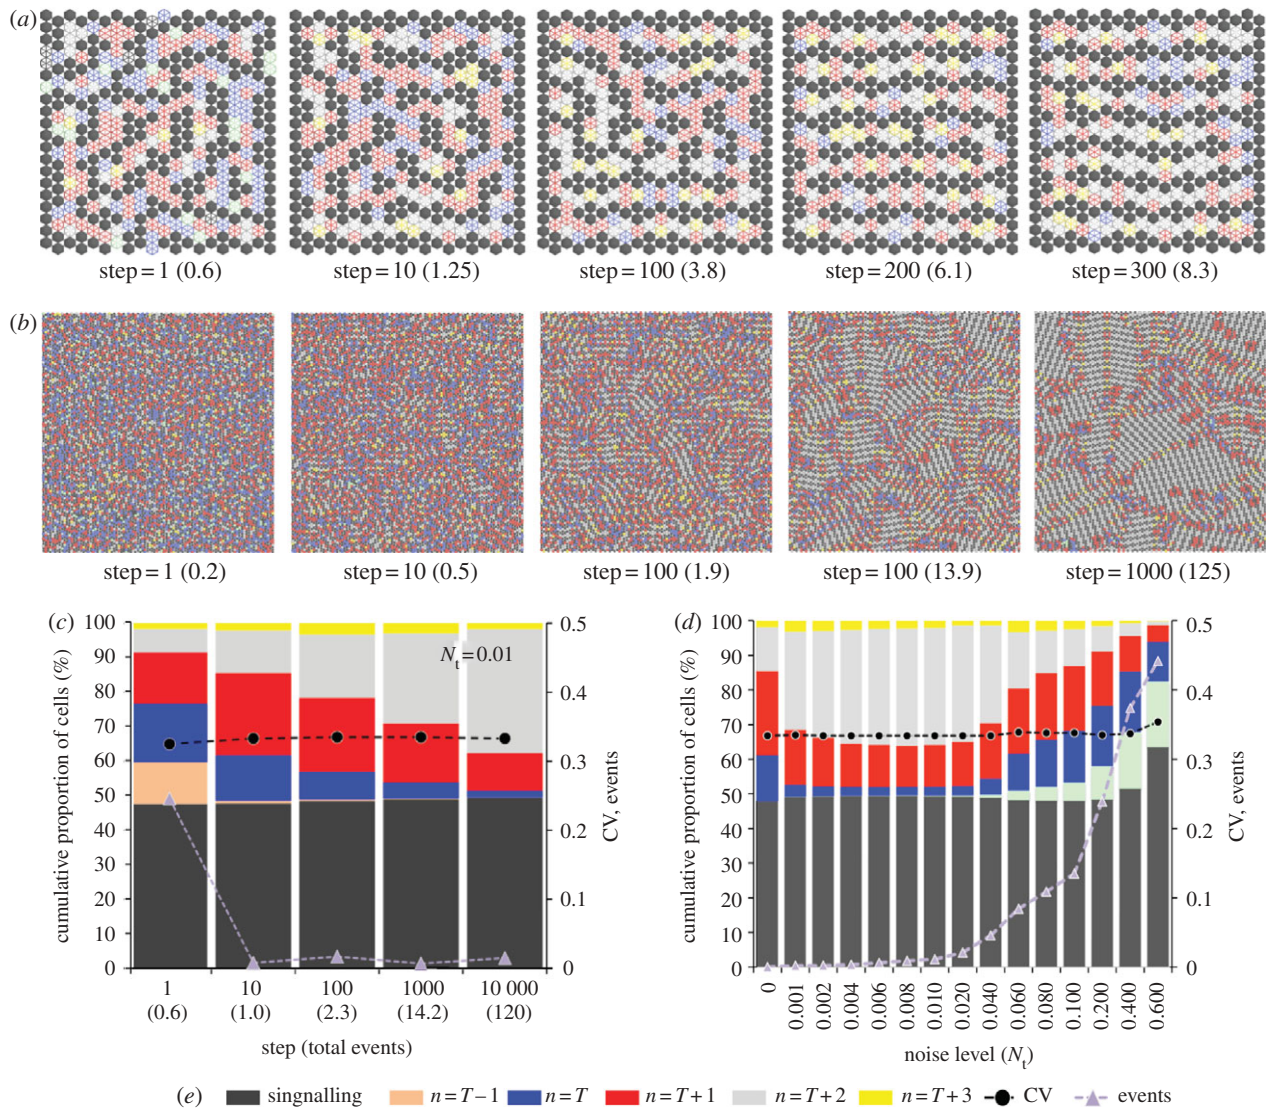 (a)
step = 1 (0.6) step = 10 (1.25) step = 100 (3.8) step = 200 (6.1) step = 300 (8.3)
(b)
step = 1 (0.2) step = 10 (0.5) step = 100 (1.9) step = 100 (13.9) step = 1000 (125)
(c)
cumulative proportion of cells (%)
100
90
80
70
60
50
40
30
20
10
0
N_t = 0.01
0.5
0.4
0.3
0.2
0.1
0
CV, events
1 10 100 1000 10 000
(0.6) (1.0) (2.3) (14.2) (120)
step (total events)
(d)
cumulative proportion of cells (%)
100
90
80
70
60
50
40
30
20
10
0
0.5
0.4
0.3
0.2
0.1
0
CV, events
0 0.001 0.002 0.004 0.006 0.008 0.010 0.020 0.040 0.060 0.080 0.100 0.200 0.400 0.600
noise level (N_t)
(e) singnalling n = T – 1 n = T n = T + 1 n = T + 2 n = T + 3 CV events